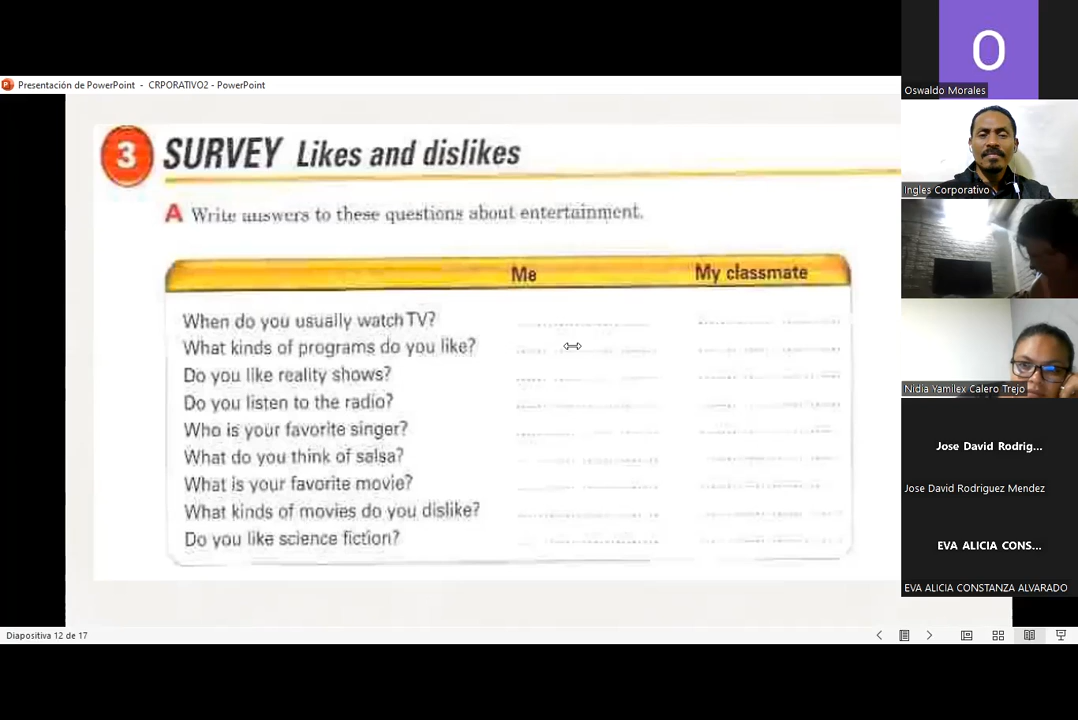 Presentación de PowerPoint - CRPORATIVO2 - PowerPoint
3 SURVEY Likes and dislikes
A Write answers to these questions about entertainment.
Me My classmate
When do you usually watch TV?
What kinds of programs do you like?
Do you like reality shows?
Do you listen to the radio?
Who is your favorite singer?
What do you think of salsa?
What is your favorite movie?
What kinds of movies do you dislike?
Do you like science fiction?
Diapositiva 12 de 17
O
Oswaldo Morales
Ingles Corporativo
Nidia Yamilex Calero Trejo
Jose David Rodrig...
Jose David Rodriguez Mendez
EVA ALICIA CONS...
EVA ALICIA CONSTANZA ALVARADO